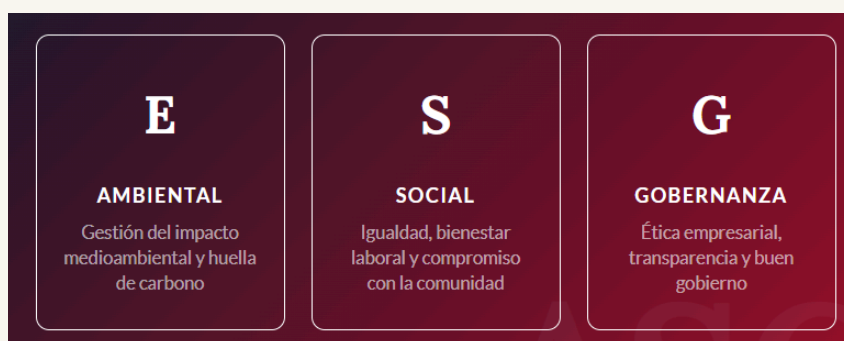 E
AMBIENTAL
Gestión del impacto
medioambiental y huella
de carbono
S
SOCIAL
Igualdad, bienestar
laboral y compromiso
con la comunidad
G
GOBERNANZA
Ética empresarial,
transparencia y buen
gobierno